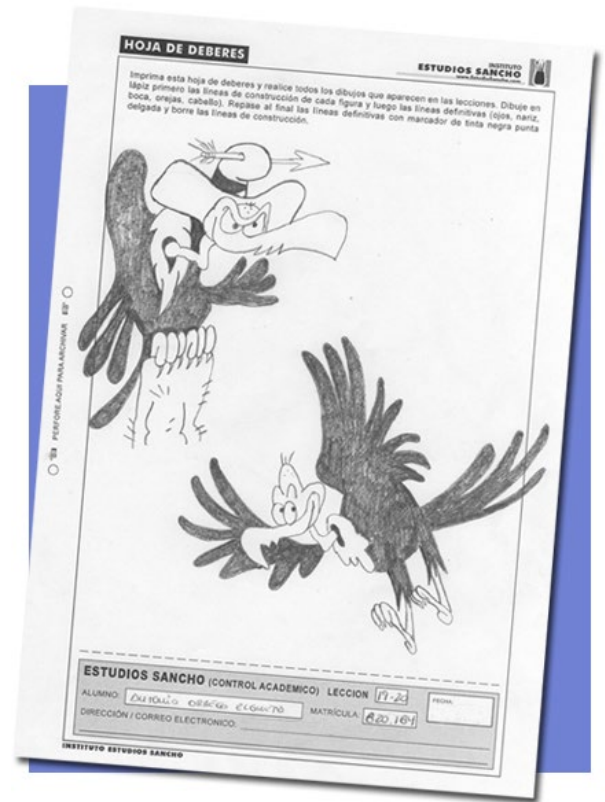 HOJA DE DEBERES
INSTITUTO
ESTUDIOS SANCHO
Imprima esta hoja de deberes y realice todos los dibujos que aparecen en las lecciones. Dibuje en
lápiz primero las líneas de construcción de cada figura y luego las líneas definitivas (ojos, nariz,
boca, orejas, cabello). Repase al final las líneas definitivas con marcador de tinta negra punta
delgada y borre las líneas de construcción.
PERFORE AQUI PARA ARCHIVAR
ESTUDIOS SANCHO (CONTROL ACADEMICO) LECCION 19-20
FECHA
ALUMNO: MATRÍCULA: 820.164
DIRECCIÓN / CORREO ELECTRONICO:
INSTITUTO ESTUDIOS SANCHO